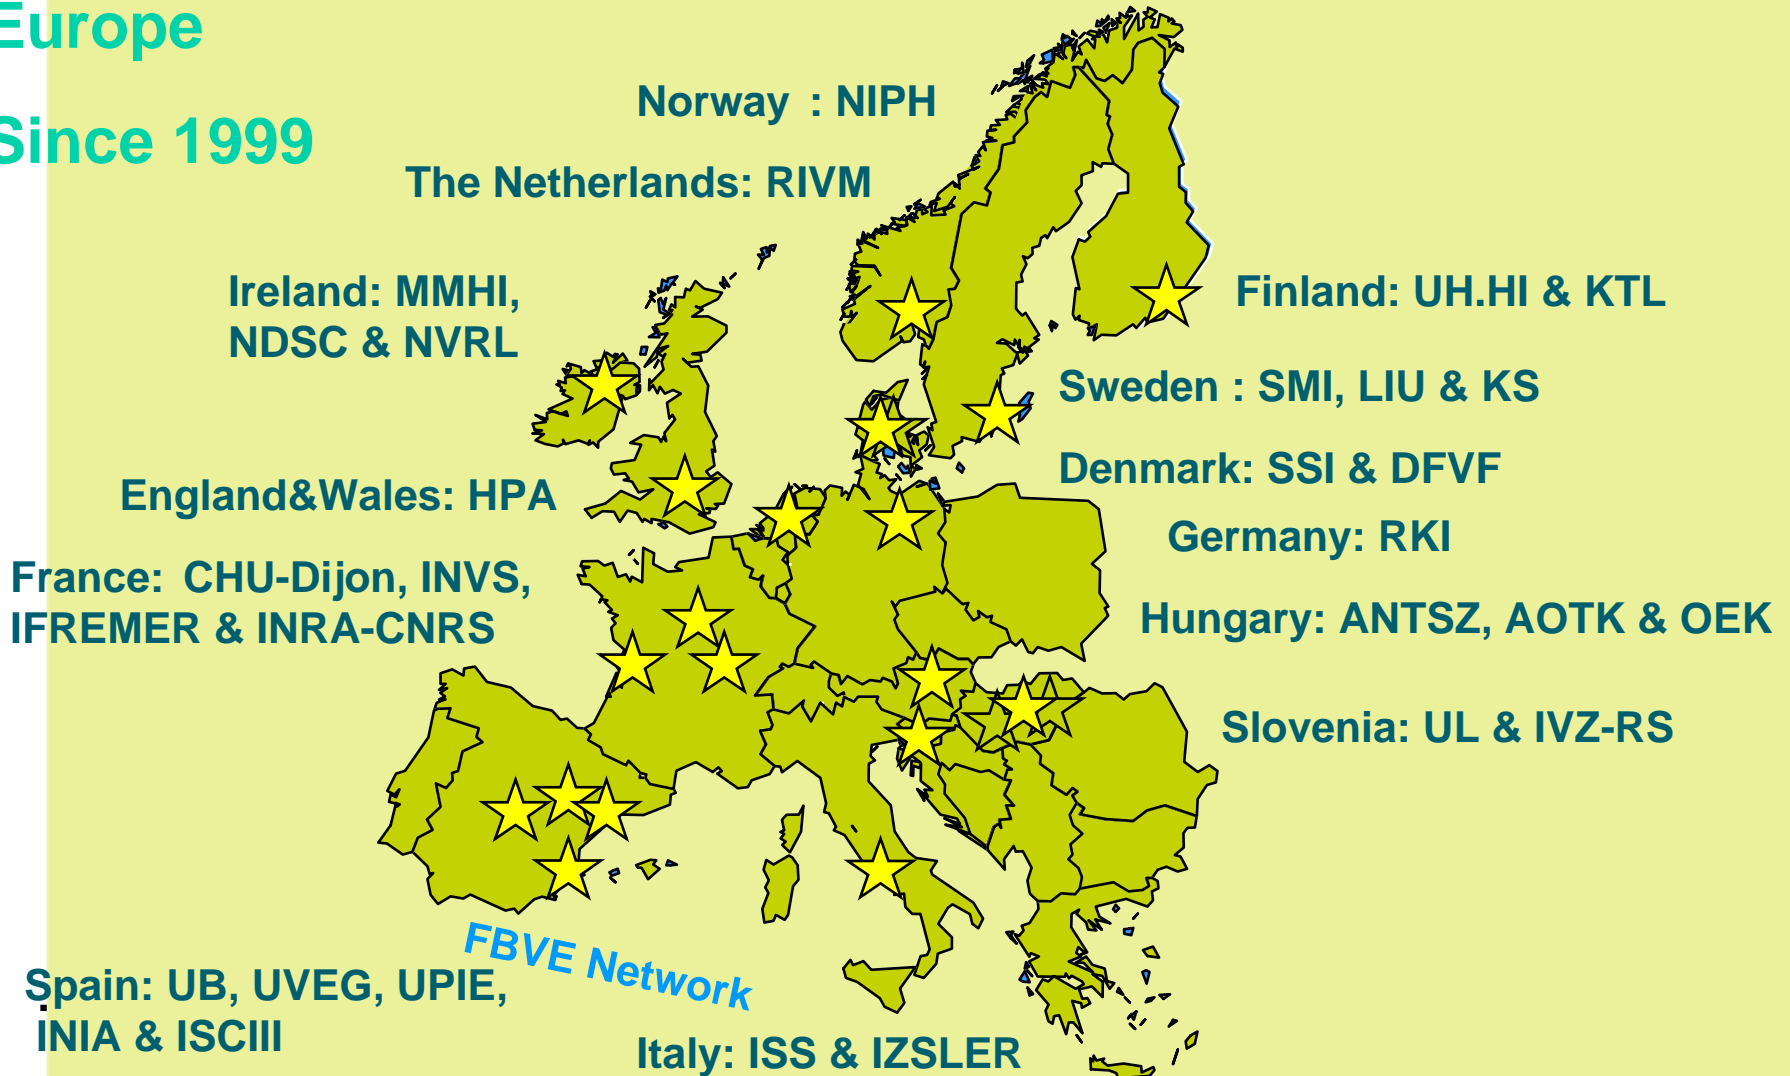 Europe
Since 1999
Norway : NIPH
The Netherlands: RIVM
Ireland: MMHI,
NDSC & NVRL
Finland: UH.HI & KTL
Sweden : SMI, LIU & KS
England&Wales: HPA
Denmark: SSI & DFVF
Germany: RKI
France: CHU-Dijon, INVS,
IFREMER & INRA-CNRS
Hungary: ANTSZ, AOTK & OEK
Slovenia: UL & IVZ-RS
FBVE Network
Spain: UB, UVEG, UPIE,
INIA & ISCIII
Italy: ISS & IZSLER